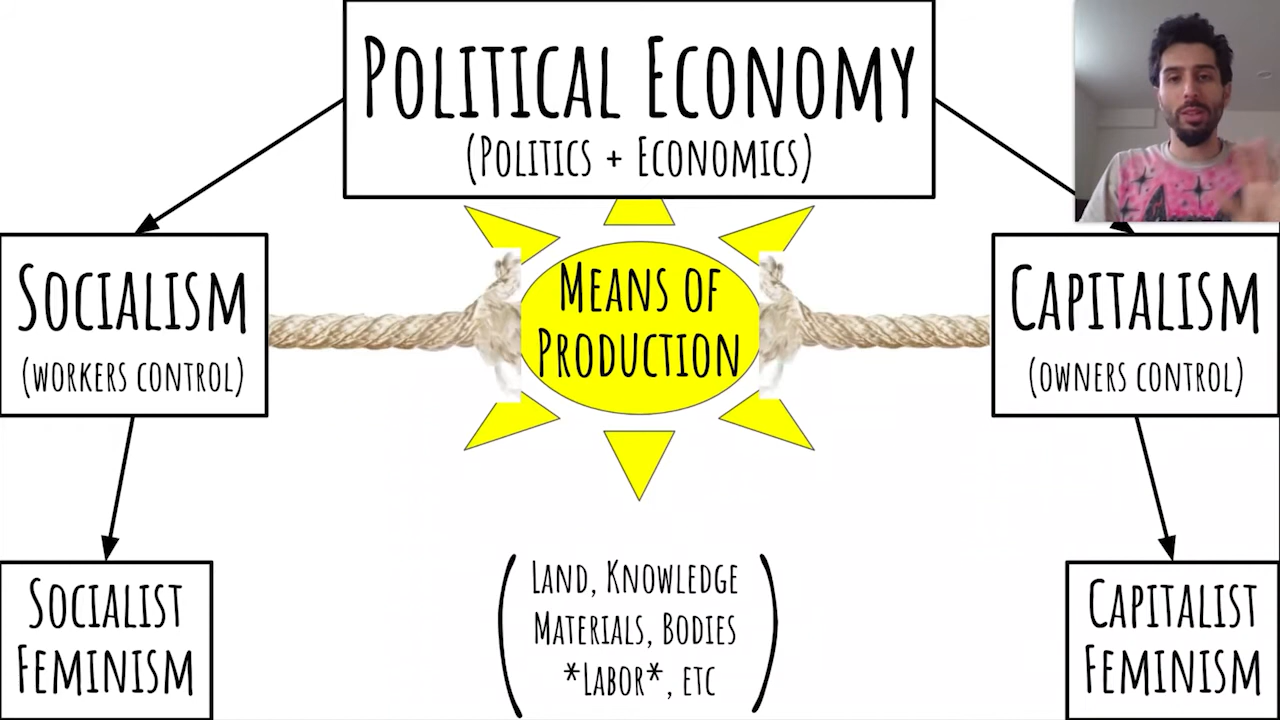 POLITICAL ECONOMY
(POLITICS + ECONOMICS)
SOCIALISM
(WORKERS CONTROL)
MEANS OF
PRODUCTION
CAPITALISM
(OWNERS CONTROL)
SOCIALIST
FEMINISM
(LAND, KNOWLEDGE
MATERIALS, BODIES
*LABOR*, ETC)
CAPITALIST
FEMINISM